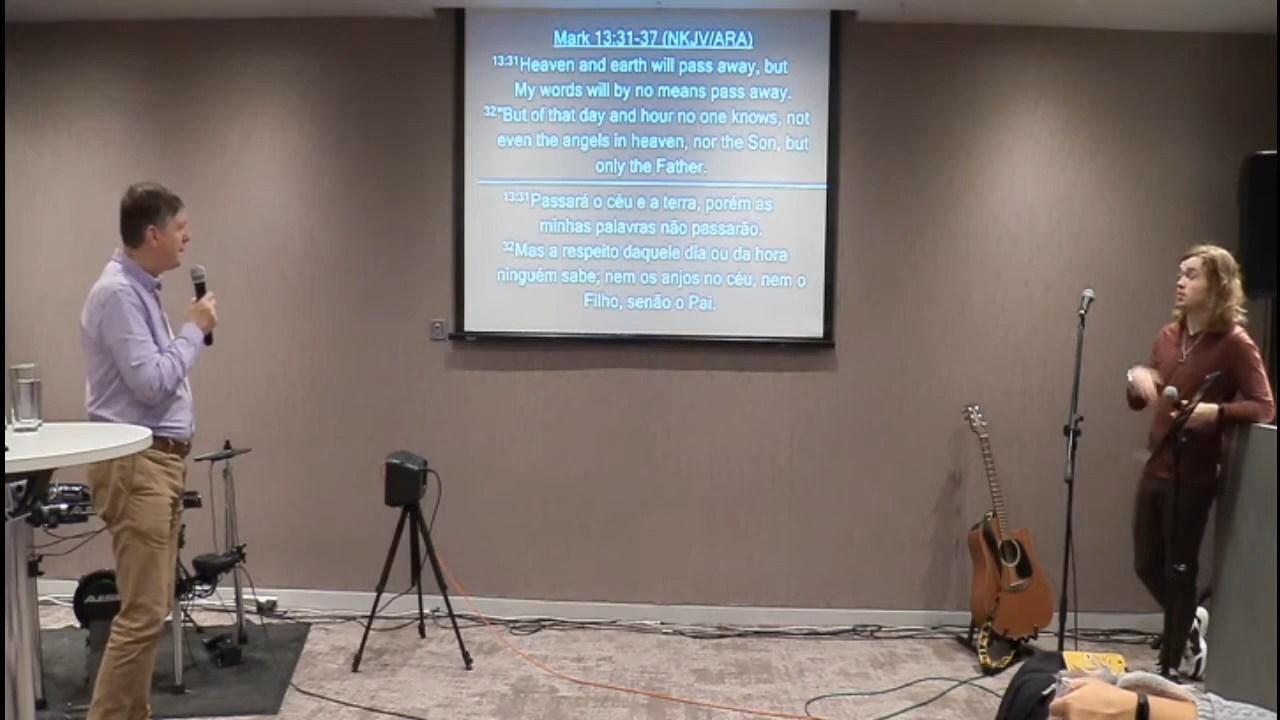 Mark 13:31-37 (NKJV/ARA)
13:31Heaven and earth will pass away, but
My words will by no means pass away.
32"But of that day and hour no one knows, not
even the angels in heaven, nor the Son, but
only the Father.
13:31Passará o céu e a terra, porém as
minhas palavras não passarão.
32Mas a respeito daquele dia ou da hora
ninguém sabe; nem os anjos no céu, nem o
Filho, senão o Pai.
ALESIS